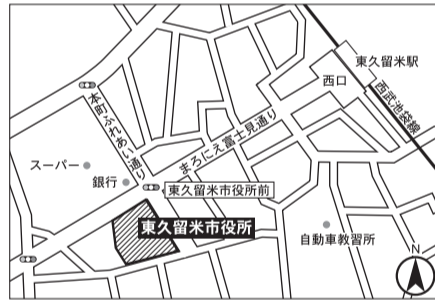 東久留米駅
西口
西武池袋線
本町ふれあい通り
まろにえ富士見通り
スーパー
銀行
東久留米市役所前
東久留米市役所
自動車教習所
N